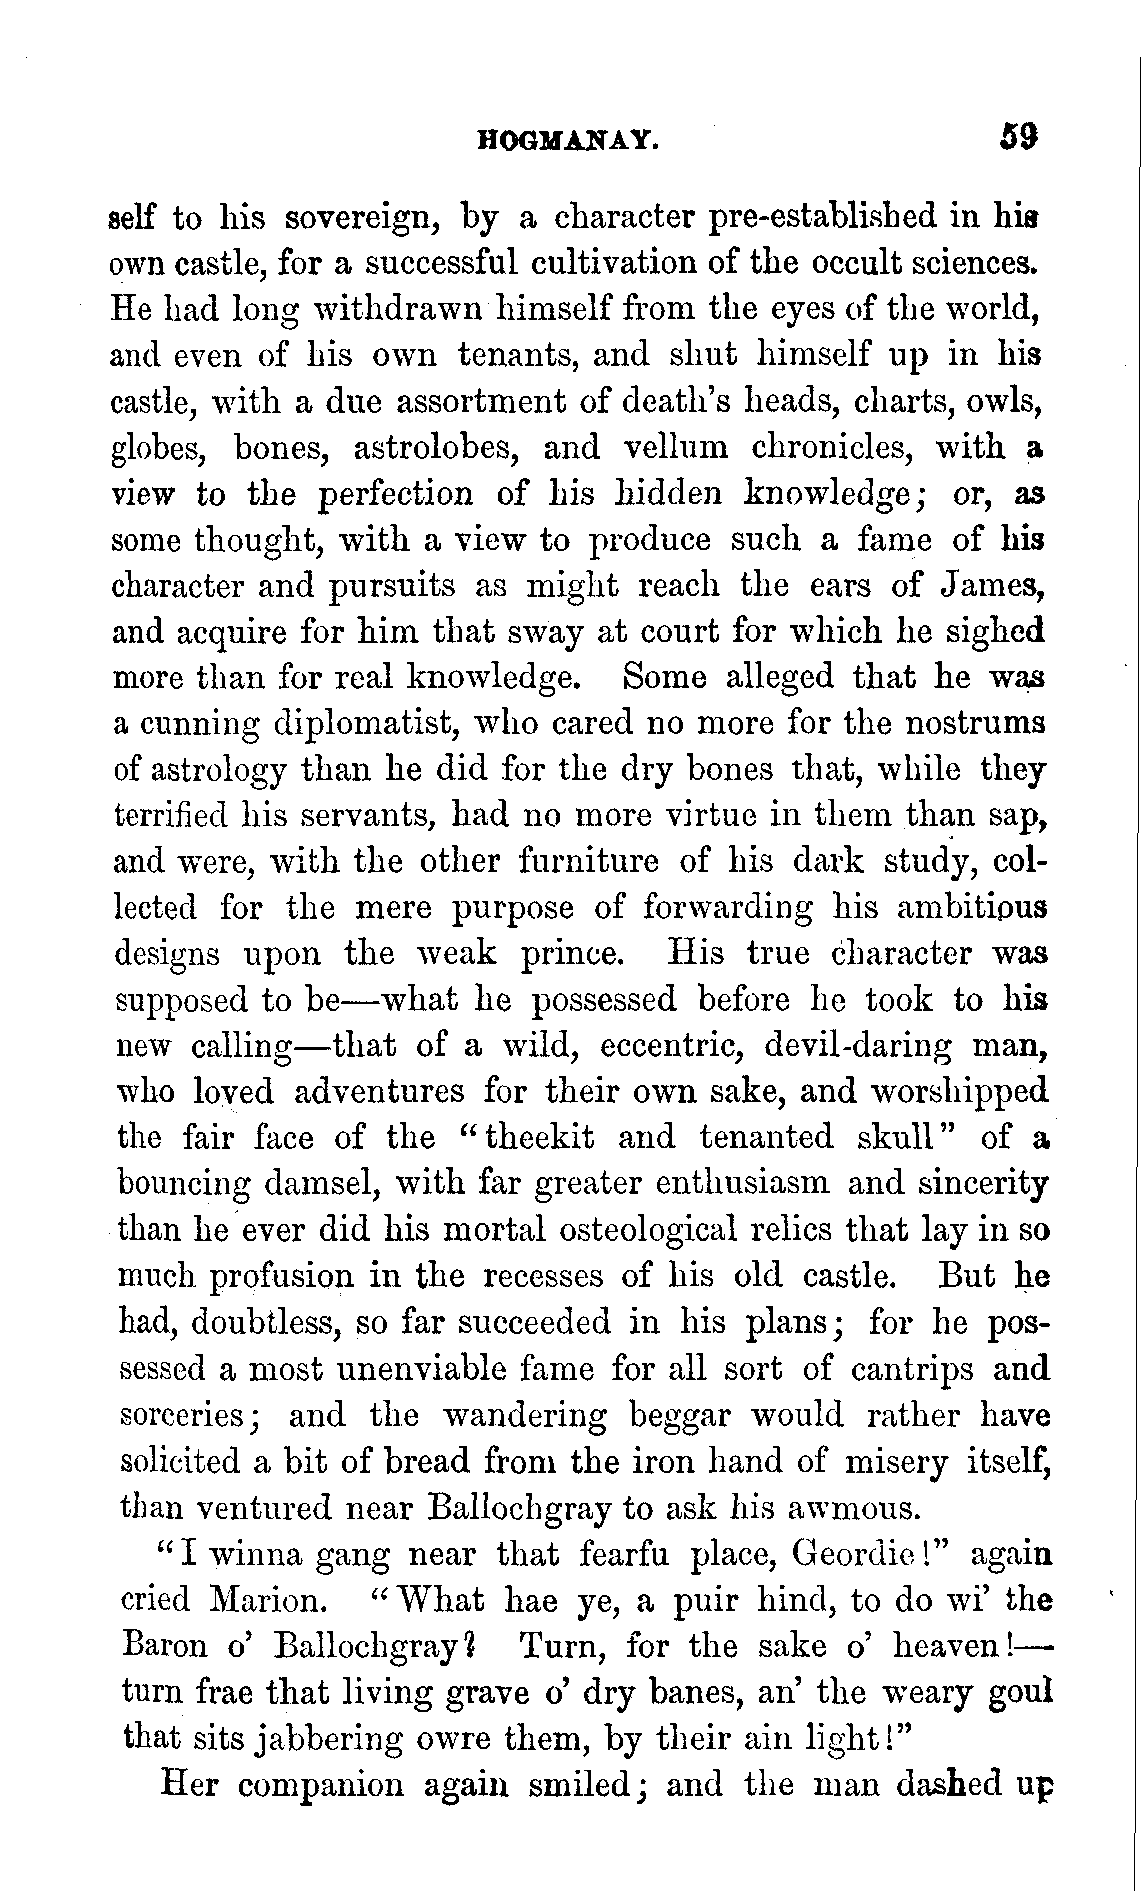 HOGMANAY. 59
self to his sovereign, by a character pre-established in his
own castle, for a successful cultivation of the occult sciences.
He had long withdrawn himself from the eyes of the world,
and even of his own tenants, and shut himself up in his
castle, with a due assortment of death's heads, charts, owls,
globes, bones, astrolobes, and vellum chronicles, with a
view to the perfection of his hidden knowledge; or, as
some thought, with a view to produce such a fame of his
character and pursuits as might reach the ears of James,
and acquire for him that sway at court for which he sighed
more than for real knowledge. Some alleged that he was
a cunning diplomatist, who cared no more for the nostrums
of astrology than he did for the dry bones that, while they
terrified his servants, had no more virtue in them than sap,
and were, with the other furniture of his dark study, col-
lected for the mere purpose of forwarding his ambitious
designs upon the weak prince. His true character was
supposed to be—what he possessed before he took to his
new calling—that of a wild, eccentric, devil-daring man,
who loved adventures for their own sake, and worshipped
the fair face of the "theekit and tenanted skull" of a
bouncing damsel, with far greater enthusiasm and sincerity
than he ever did his mortal osteological relics that lay in so
much profusion in the recesses of his old castle. But he
had, doubtless, so far succeeded in his plans; for he pos-
sessed a most unenviable fame for all sort of cantrips and
sorceries; and the wandering beggar would rather have
solicited a bit of bread from the iron hand of misery itself,
than ventured near Ballochgray to ask his awmous.
"I winna gang near that fearfu place, Geordie!" again
cried Marion. "What hae ye, a puir hind, to do wi' the
Baron o' Ballochgray? Turn, for the sake o' heaven!—
turn frae that living grave o' dry banes, an' the weary goul
that sits jabbering owre them, by their ain light!"
Her companion again smiled; and the man dashed up